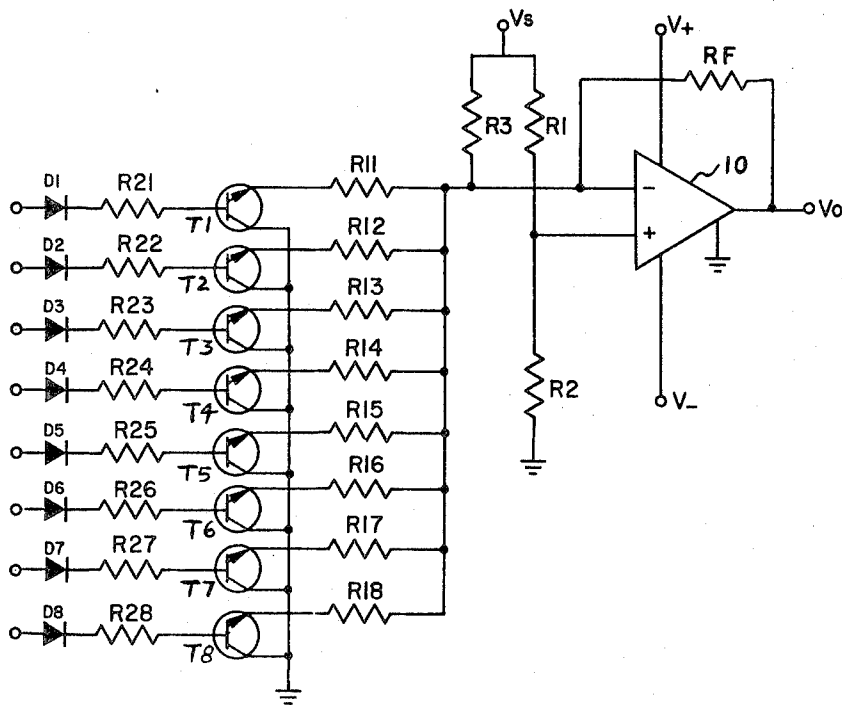 Vs
V+
RF
R3
R1
10
D1
R21
T1
R11
−
Vo
D2
R22
T2
R12
+
D3
R23
T3
R13
D4
R24
T4
R14
R2
V−
D5
R25
T5
R15
D6
R26
T6
R16
D7
R27
T7
R17
D8
R28
T8
R18